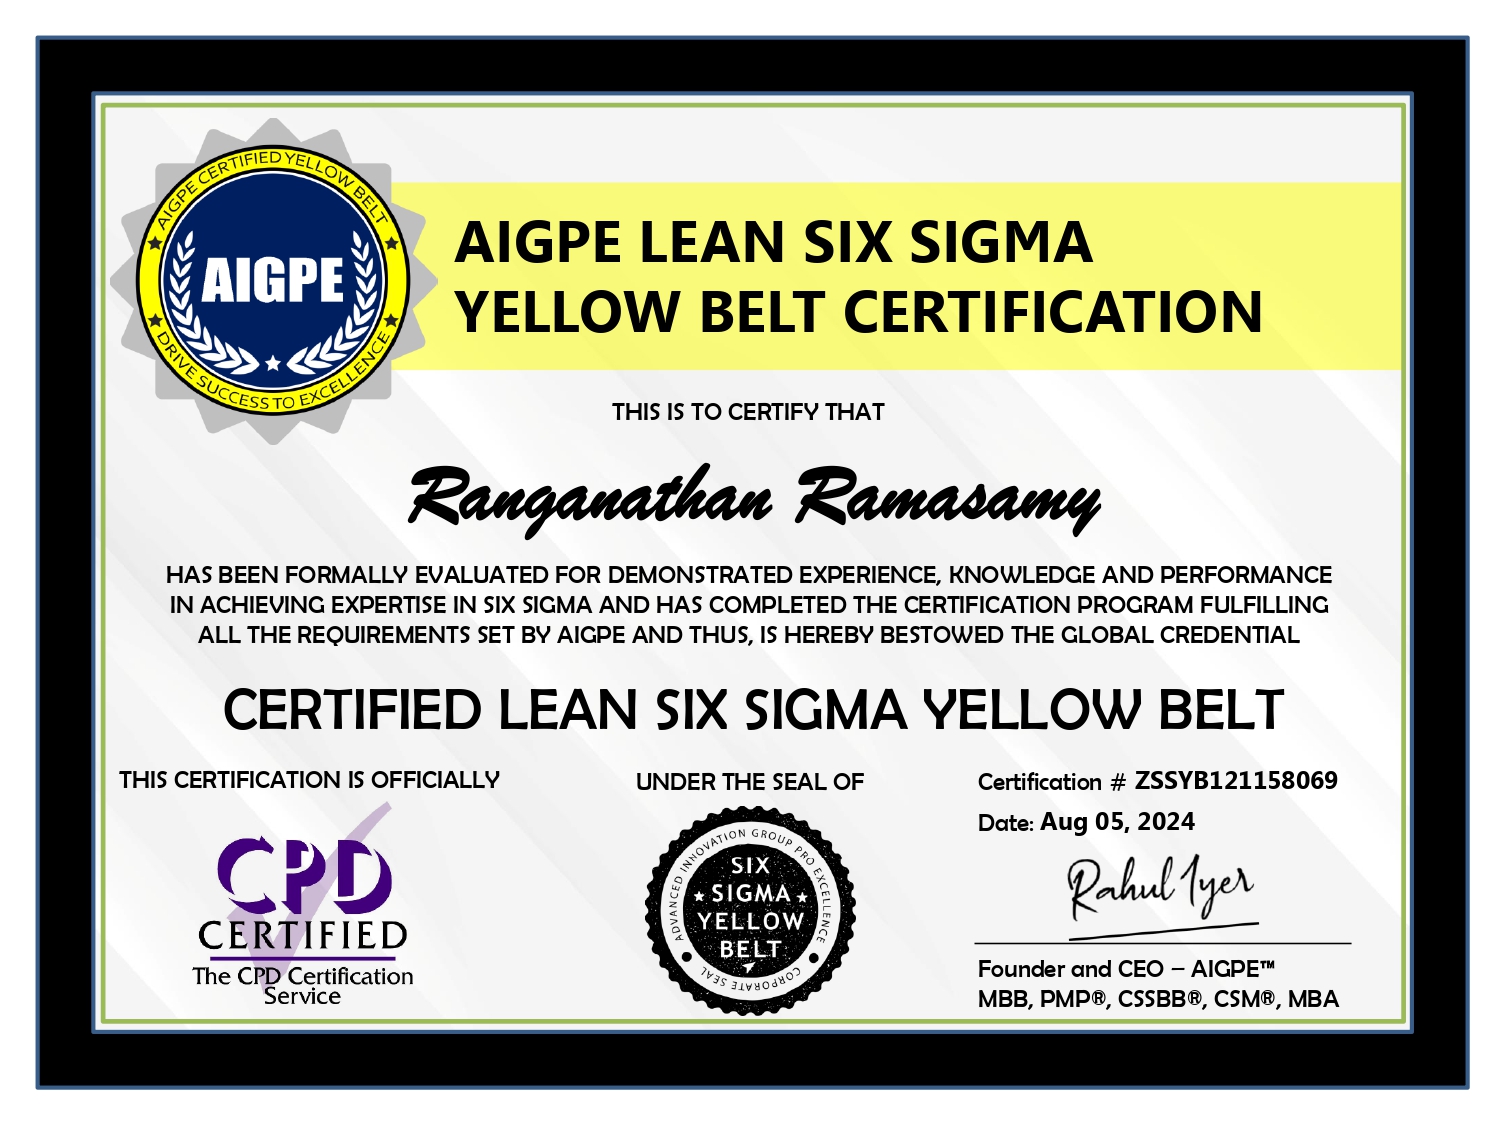 AIGPE CERTIFIED YELLOW BELT
AIGPE
DRIVE SUCCESS TO EXCELLENCE
AIGPE LEAN SIX SIGMA
YELLOW BELT CERTIFICATION
THIS IS TO CERTIFY THAT
Ranganathan Ramasamy
HAS BEEN FORMALLY EVALUATED FOR DEMONSTRATED EXPERIENCE, KNOWLEDGE AND PERFORMANCE
IN ACHIEVING EXPERTISE IN SIX SIGMA AND HAS COMPLETED THE CERTIFICATION PROGRAM FULFILLING
ALL THE REQUIREMENTS SET BY AIGPE AND THUS, IS HEREBY BESTOWED THE GLOBAL CREDENTIAL
CERTIFIED LEAN SIX SIGMA YELLOW BELT
THIS CERTIFICATION IS OFFICIALLY
CPD
CERTIFIED
The CPD Certification
Service
UNDER THE SEAL OF
ADVANCED INNOVATION GROUP PRO EXCELLENCE
SIX
SIGMA
YELLOW
BELT
CORPORATE SEAL
Certification # ZSSYB121158069
Date: Aug 05, 2024
Rahul Iyer
Founder and CEO – AIGPE™
MBB, PMP®, CSSBB®, CSM®, MBA